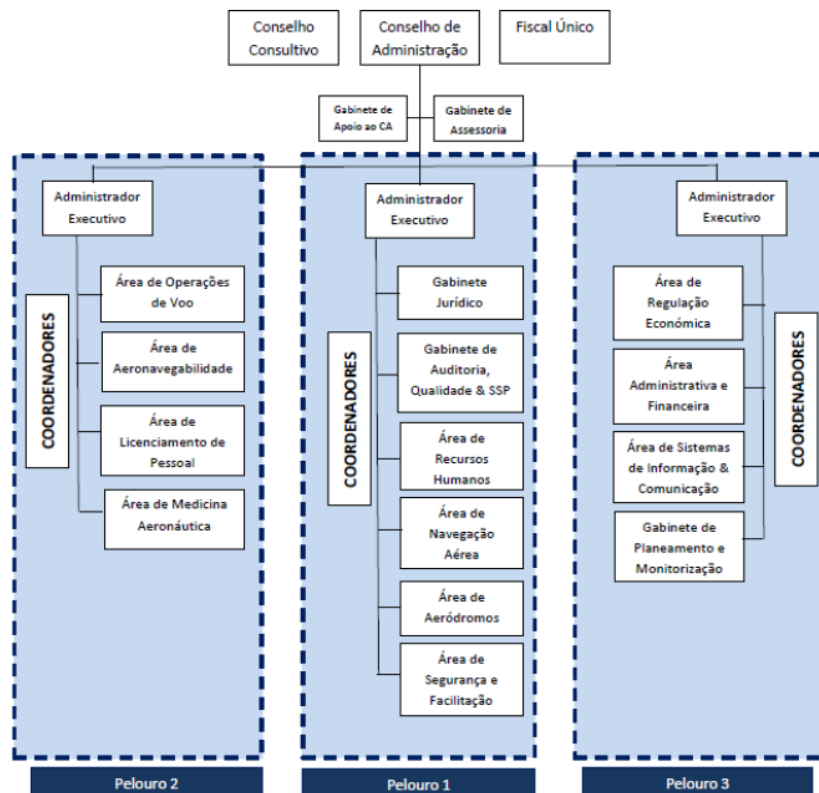 Conselho
Consultivo
Conselho de
Administração
Fiscal Único
Gabinete de
Apoio ao CA
Gabinete de
Assessoria
Administrador
Executivo
COORDENADORES
Área de Operações
de Voo
Área de
Aeronavegabilidade
Área de
Licenciamento de
Pessoal
Área de Medicina
Aeronáutica
Pelouro 2
Administrador
Executivo
COORDENADORES
Gabinete
Jurídico
Gabinete de
Auditoria,
Qualidade & SSP
Área de
Recursos
Humanos
Área de
Navegação
Aérea
Área de
Aeródromos
Área de
Segurança e
Facilitação
Pelouro 1
Administrador
Executivo
Área de
Regulação
Económica
Área
Administrativa e
Financeira
Área de Sistemas
de Informação &
Comunicação
Gabinete de
Planeamento e
Monitorização
COORDENADORES
Pelouro 3